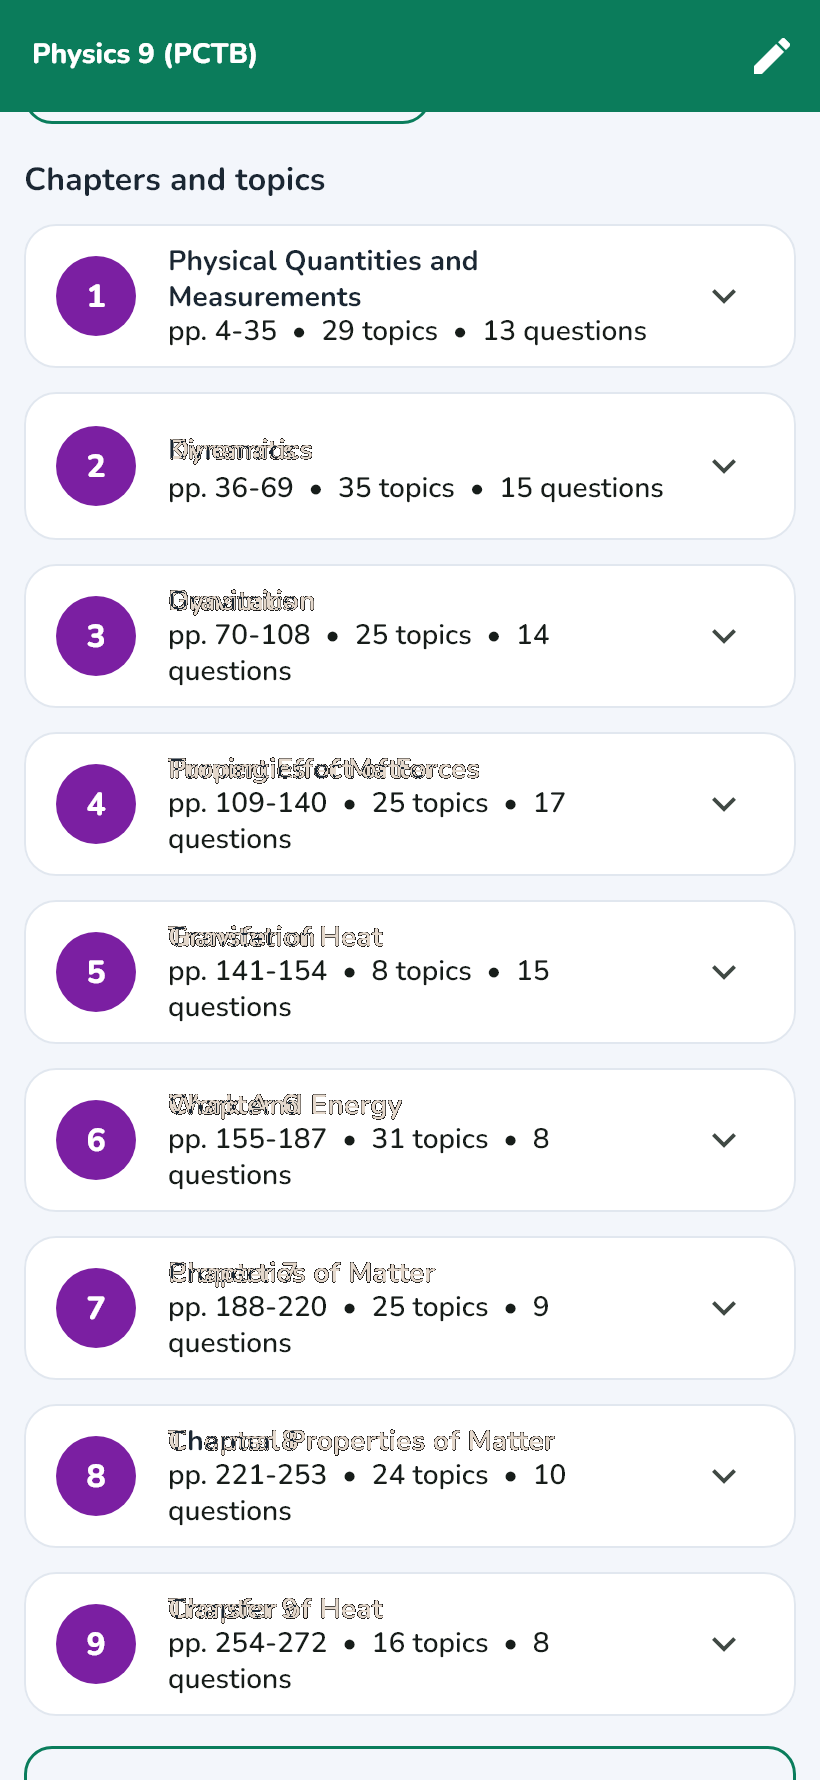 Physics 9 (PCTB)
Chapters and topics
1
Physical Quantities and
Measurements
pp. 4-35 • 29 topics • 13 questions
2
pp. 36-69 • 35 topics • 15 questions
3
pp. 70-108 • 25 topics • 14
questions
4
pp. 109-140 • 25 topics • 17
questions
5
pp. 141-154 • 8 topics • 15
questions
6
Energy
pp. 155-187 • 31 topics • 8
questions
7
of Matter
pp. 188-220 • 25 topics • 9
questions
8
Properties of Matter
pp. 221-253 • 24 topics • 10
questions
9
Heat
pp. 254-272 • 16 topics • 8
questions